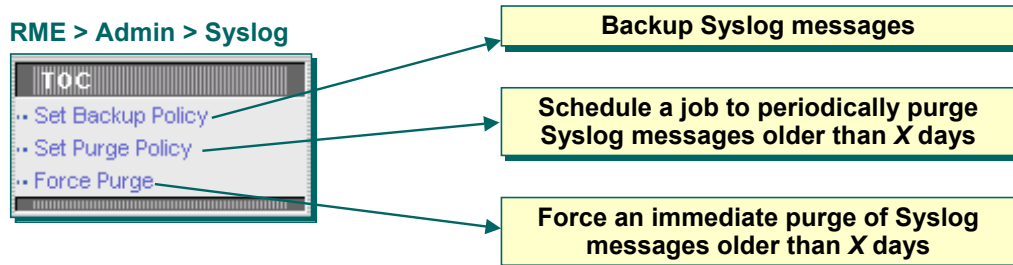 RME > Admin > Syslog
TOC
Set Backup Policy
Set Purge Policy
Force Purge
Backup Syslog messages
Schedule a job to periodically purge
Syslog messages older than X days
Force an immediate purge of Syslog
messages older than X days